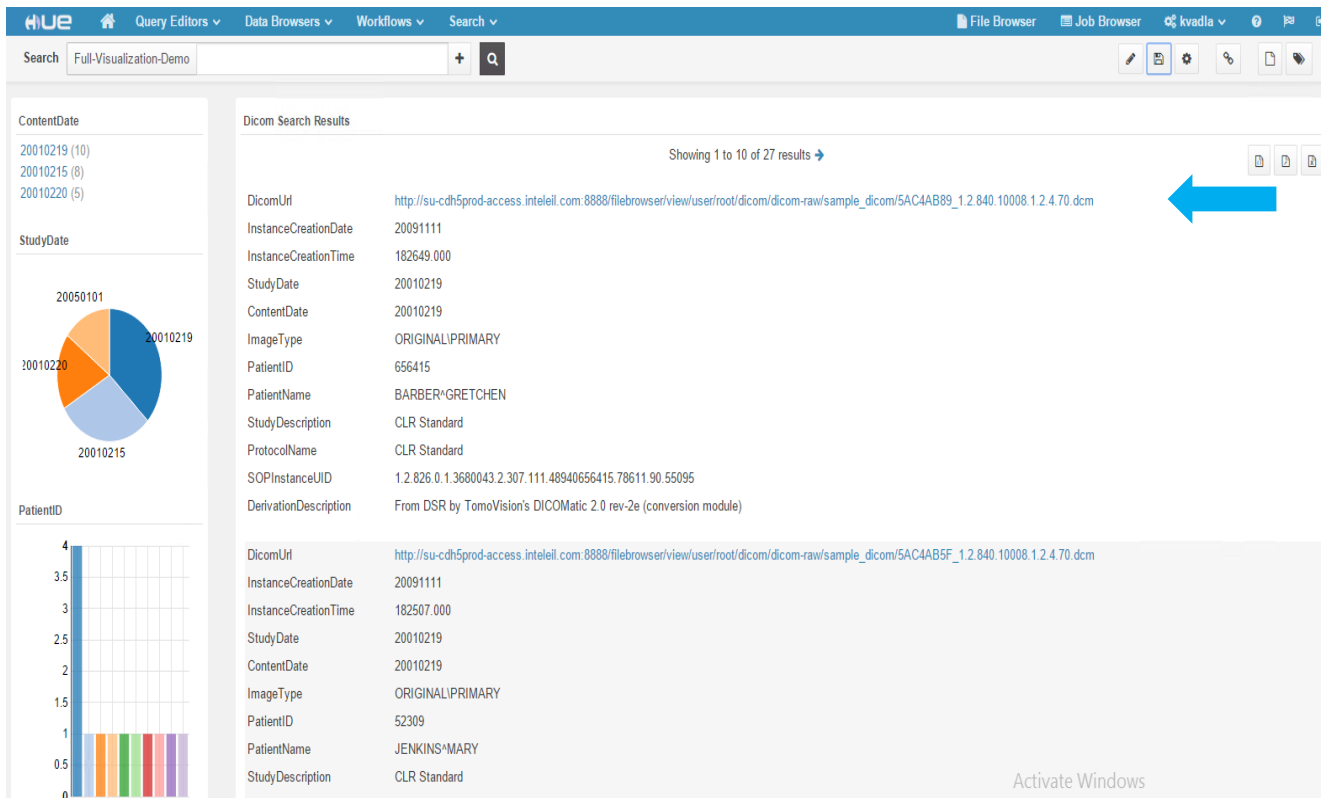 HUE Query Editors Data Browsers Workflows Search File Browser Job Browser kvadla
Search Full-Visualization-Demo
ContentDate
20010219 (10)
20010215 (8)
20010220 (5)
StudyDate
20050101
20010219
20010220
20010215
PatientID
4
3.5
3
2.5
2
1.5
1
0.5
0
Dicom Search Results
Showing 1 to 10 of 27 results
DicomUrl http://su-cdh5prod-access.inteleil.com:8888/filebrowser/view/user/root/dicom/dicom-raw/sample_dicom/5AC4AB89_1.2.840.10008.1.2.4.70.dcm
InstanceCreationDate 20091111
InstanceCreationTime 182649.000
StudyDate 20010219
ContentDate 20010219
ImageType ORIGINAL\PRIMARY
PatientID 656415
PatientName BARBER^GRETCHEN
StudyDescription CLR Standard
ProtocolName CLR Standard
SOPInstanceUID 1.2.826.0.1.3680043.2.307.111.48940656415.78611.90.55095
DerivationDescription From DSR by TomoVision's DICOMatic 2.0 rev-2e (conversion module)
DicomUrl http://su-cdh5prod-access.inteleil.com:8888/filebrowser/view/user/root/dicom/dicom-raw/sample_dicom/5AC4AB5F_1.2.840.10008.1.2.4.70.dcm
InstanceCreationDate 20091111
InstanceCreationTime 182507.000
StudyDate 20010219
ContentDate 20010219
ImageType ORIGINAL\PRIMARY
PatientID 52309
PatientName JENKINS^MARY
StudyDescription CLR Standard
Activate Windows